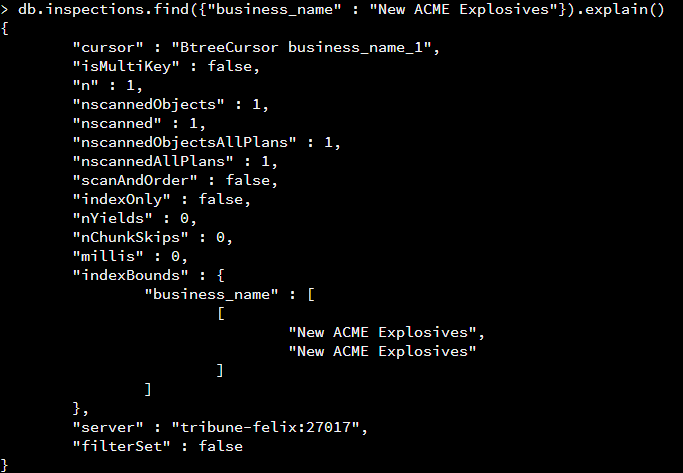 > db.inspections.find({"business_name" : "New ACME Explosives"}).explain()
{
"cursor" : "BtreeCursor business_name_1",
"isMultiKey" : false,
"n" : 1,
"nscannedObjects" : 1,
"nscanned" : 1,
"nscannedObjectsAllPlans" : 1,
"nscannedAllPlans" : 1,
"scanAndOrder" : false,
"indexOnly" : false,
"nYields" : 0,
"nChunkSkips" : 0,
"millis" : 0,
"indexBounds" : {
"business_name" : [
[
"New ACME Explosives",
"New ACME Explosives"
]
]
},
"server" : "tribune-felix:27017",
"filterSet" : false
}